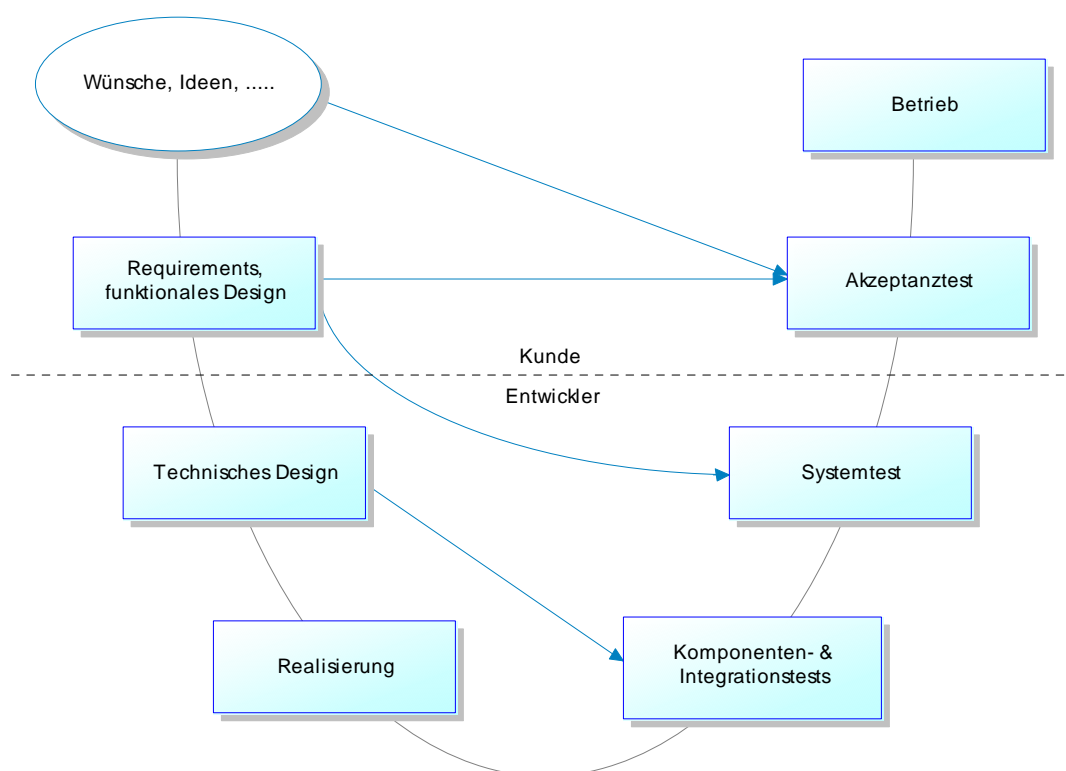 Wünsche, Ideen, .....
Betrieb
Requirements,
funktionales Design
Akzeptanztest
Kunde
Entwickler
Technisches Design
Systemtest
Realisierung
Komponenten- &
Integrationstests